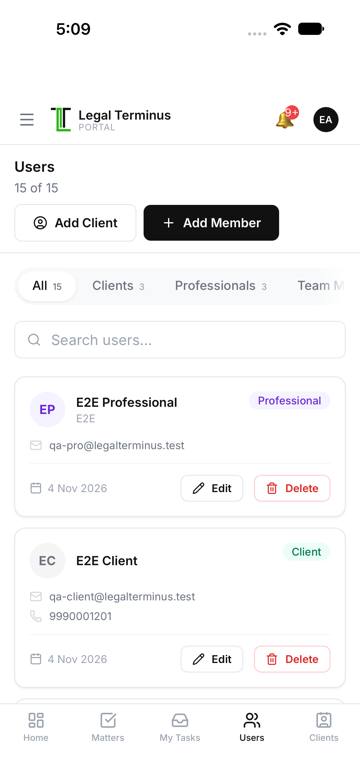 5:09
Legal Terminus
PORTAL
9+
EA
Users
15 of 15
Add Client
Add Member
All 15
Clients 3
Professionals 3
Team M
Search users...
EP
E2E Professional
Professional
E2E
qa-pro@legalterminus.test
4 Nov 2026
Edit
Delete
EC
E2E Client
Client
qa-client@legalterminus.test
9990001201
4 Nov 2026
Edit
Delete
Home
Matters
My Tasks
Users
Clients